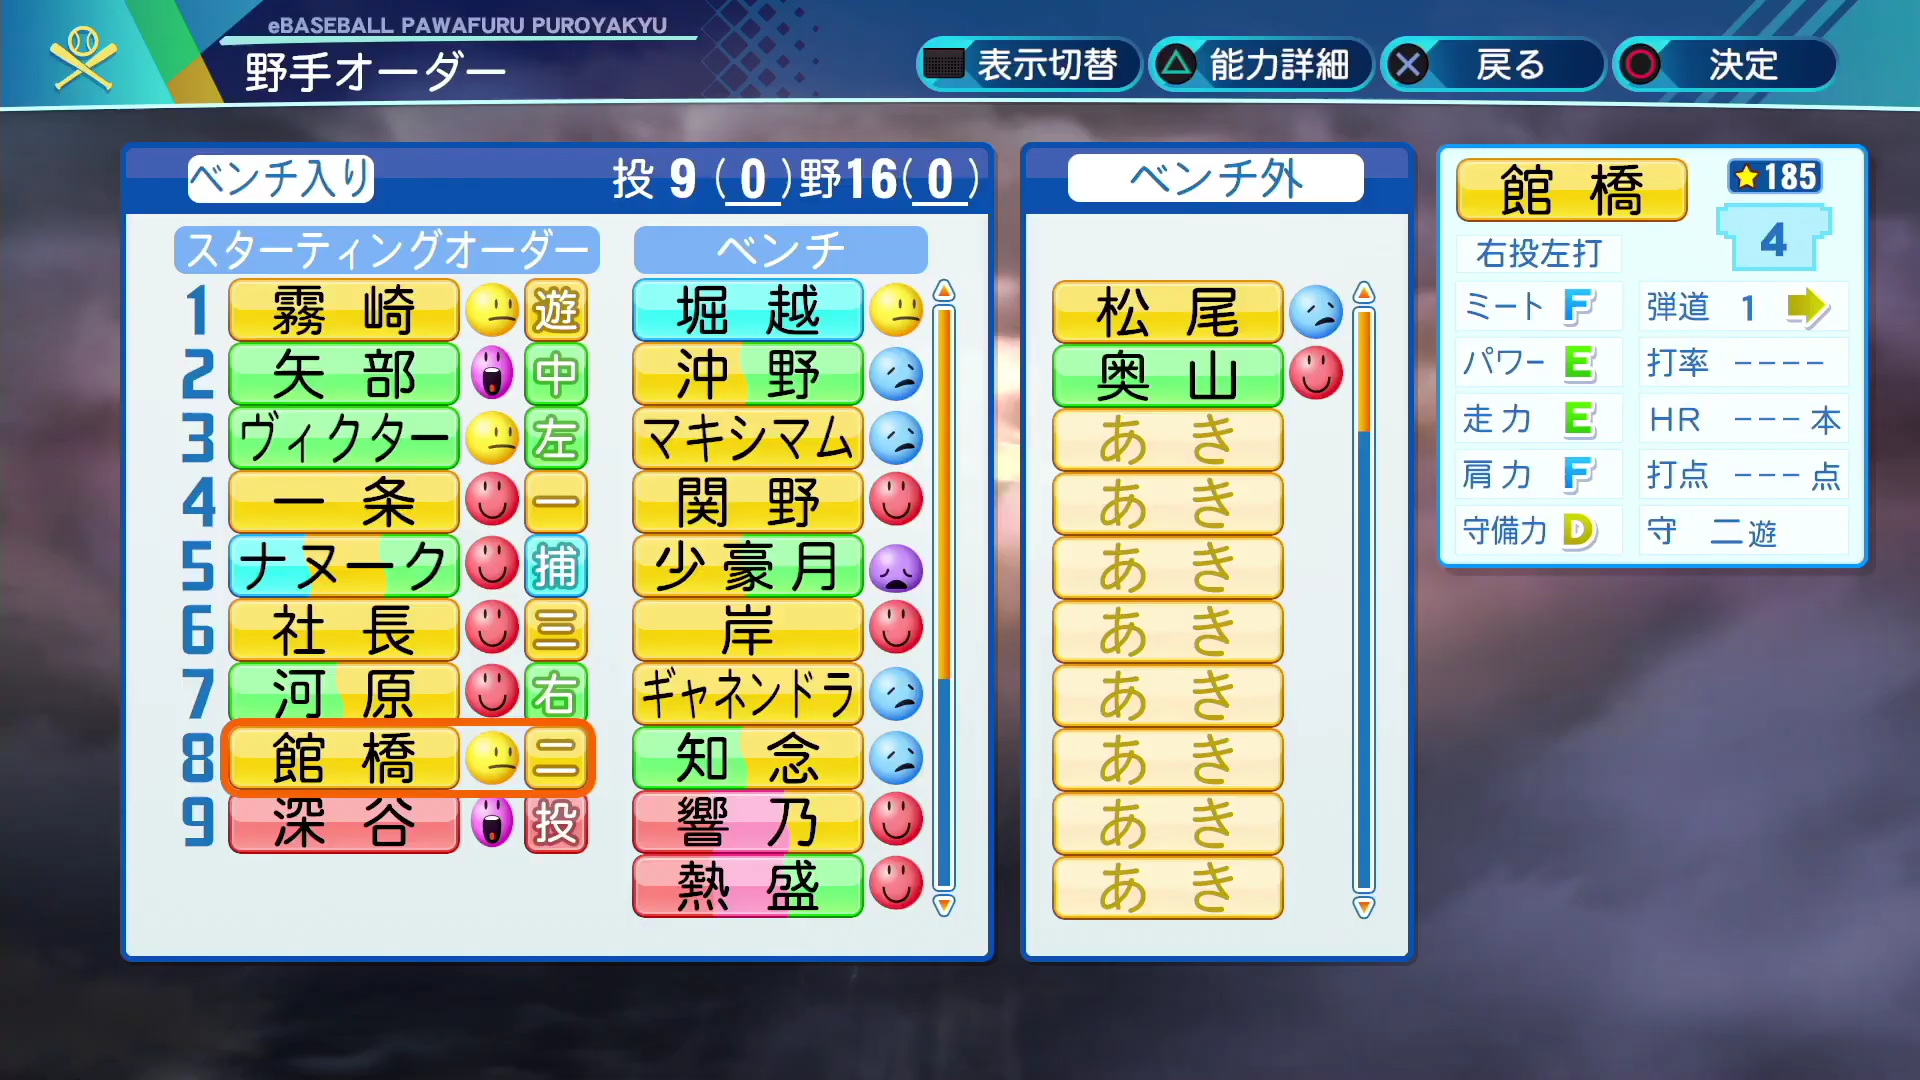 eBASEBALL PAWAFURU PUROYAKYU
野手オーダー
表示切替
能力詳細
戻る
決定
ベンチ入り
投 9 ( 0 ) 野16( 0 )
スターティングオーダー
1 霧崎 遊
2 矢部 中
3 ヴィクター 左
4 一条 一
5 ナヌーク 捕
6 社長 三
7 河原 右
8 館橋 二
9 深谷 投
ベンチ
堀越
沖野
マキシマム
関野
少豪月
岸
ギャネンドラ
知念
響乃
熱盛
ベンチ外
松尾
奥山
あき
あき
あき
あき
あき
あき
あき
あき
館橋
185
4
右投左打
ミート F 弾道 1
パワー E 打率 ----
走力 E HR ---本
肩力 F 打点 ---点
守備力 D 守 二遊